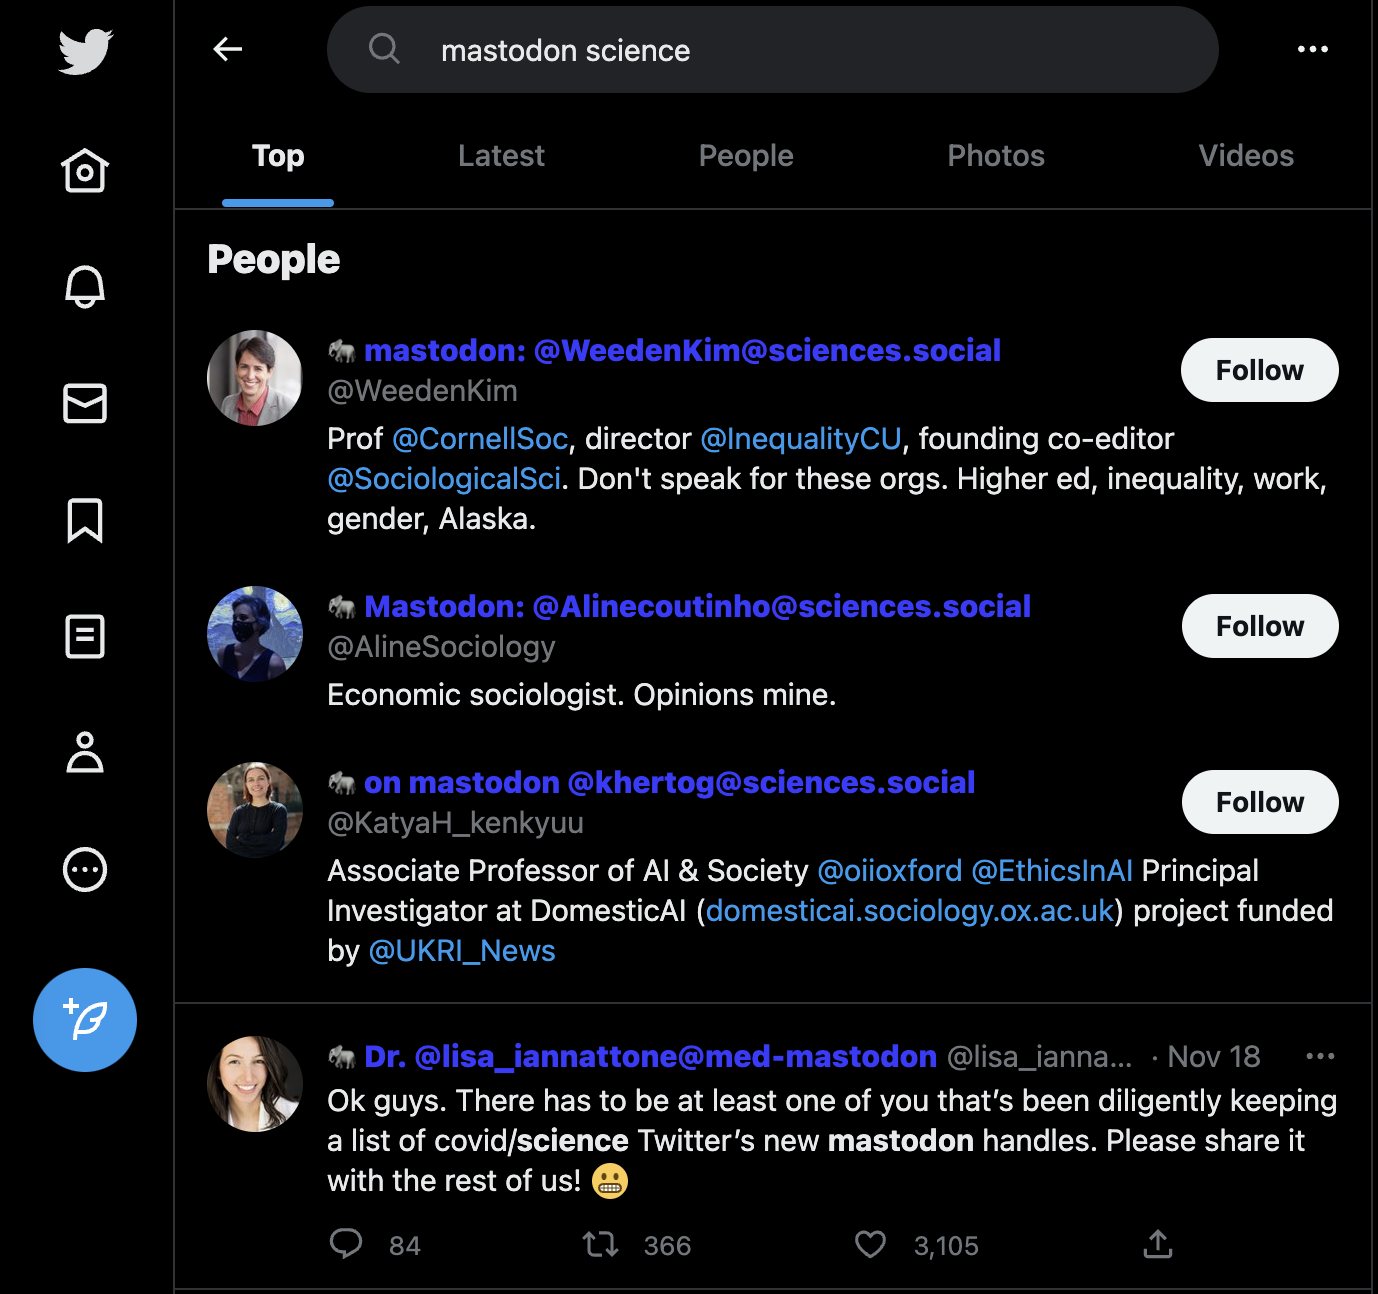 mastodon science
Top Latest People Photos Videos
People
mastodon: @WeedenKim@sciences.social
@WeedenKim
Follow
Prof @CornellSoc, director @InequalityCU, founding co-editor
@SociologicalSci. Don't speak for these orgs. Higher ed, inequality, work,
gender, Alaska.
Mastodon: @Alinecoutinho@sciences.social
@AlineSociology
Follow
Economic sociologist. Opinions mine.
on mastodon @khertog@sciences.social
@KatyaH_kenkyuu
Follow
Associate Professor of AI & Society @oiioxford @EthicsInAI Principal
Investigator at DomesticAI (domesticai.sociology.ox.ac.uk) project funded
by @UKRI_News
Dr. @lisa_iannattone@med-mastodon @lisa_ianna... · Nov 18
Ok guys. There has to be at least one of you that’s been diligently keeping
a list of covid/science Twitter’s new mastodon handles. Please share it
with the rest of us! 😬
84 366 3,105